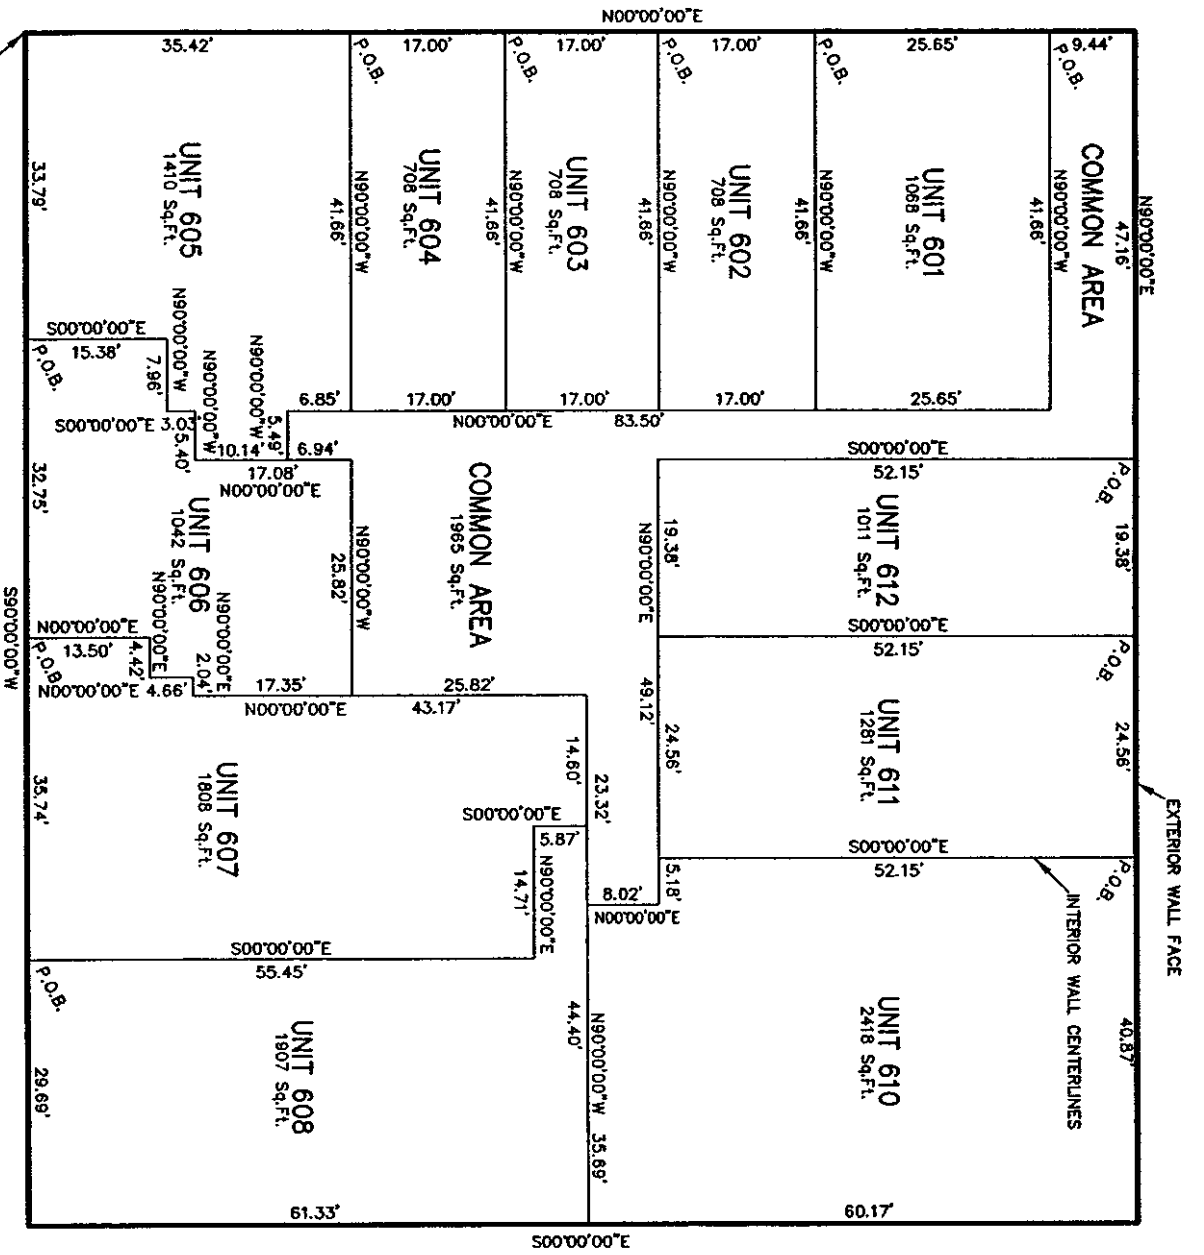 N00°00'00"E
35.42'
17.00'
17.00'
17.00'
25.65'
9.44'
P.O.B.
P.O.B.
P.O.B.
P.O.B.
P.O.B.
COMMON AREA
N90°00'00"E
47.16'
UNIT 605
1410 Sq.Ft.
33.79'
N90°00'00"W
41.66'
UNIT 604
708 Sq.Ft.
N90°00'00"W
41.66'
UNIT 603
708 Sq.Ft.
N90°00'00"W
41.66'
UNIT 602
708 Sq.Ft.
N90°00'00"W
41.66'
UNIT 601
1068 Sq.Ft.
N90°00'00"W
41.66'
S00°00'00"E
15.38'
P.O.B.
N90°00'00"W
7.96'
S00°00'00"E 3.03'
N90°00'00"W
5.40'
10.14'
N90°00'00"W
5.49'
6.85'
17.00'
17.00'
17.00'
25.65'
N00°00'00"E
83.50'
6.94'
17.08'
N00°00'00"E
32.75'
UNIT 606
1042 Sq.Ft.
N90°00'00"W
25.82'
COMMON AREA
1965 Sq.Ft.
S00°00'00"E
52.15'
P.O.B.
19.38'
N90°00'00"E
19.38'
UNIT 612
1011 Sq.Ft.
S90°00'00"W
N00°00'00"E
13.50'
P.O.B.
N90°00'00"E
4.42'
N00°00'00"E 4.66'
N90°00'00"E
2.04'
17.35'
25.82'
N00°00'00"E
43.17'
S00°00'00"E
52.15'
P.O.B.
49.12'
24.56'
UNIT 611
1281 Sq.Ft.
24.56'
EXTERIOR WALL FACE
35.74'
UNIT 607
1808 Sq.Ft.
14.60'
23.32'
S00°00'00"E
5.87'
N90°00'00"E
14.71'
S00°00'00"E
52.15'
P.O.B.
5.18'
8.02'
N00°00'00"E
INTERIOR WALL CENTERLINES
S00°00'00"E
55.45'
P.O.B.
44.40'
N90°00'00"W 35.69'
UNIT 610
2418 Sq.Ft.
40.87'
29.69'
UNIT 608
1907 Sq.Ft.
61.33'
60.17'
S00°00'00"E